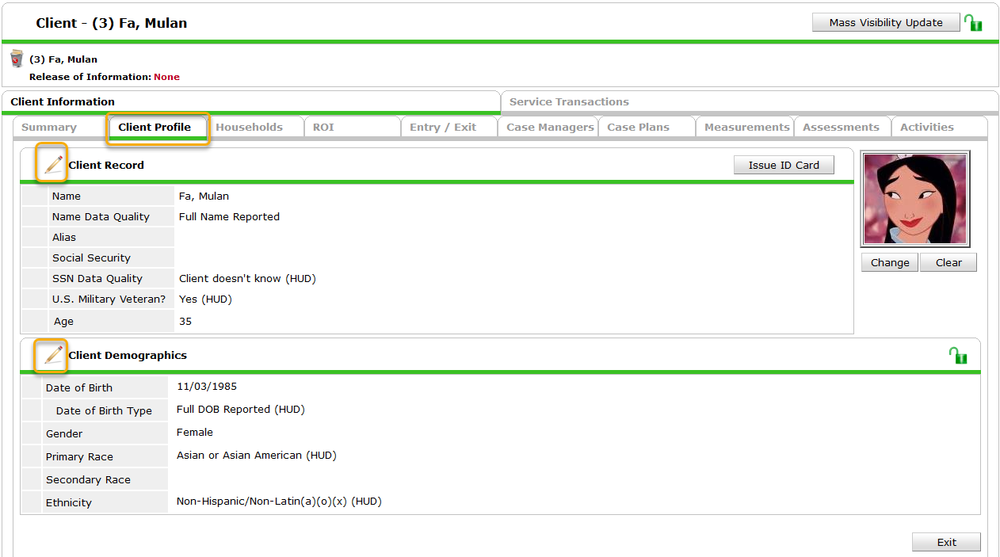 Client - (3) Fa, Mulan
Mass Visibility Update
(3) Fa, Mulan
Release of Information: None
Client Information
Service Transactions
Summary
Client Profile
Households
ROI
Entry / Exit
Case Managers
Case Plans
Measurements
Assessments
Activities
Client Record
Issue ID Card
Name Fa, Mulan
Name Data Quality Full Name Reported
Alias
Social Security
SSN Data Quality Client doesn't know (HUD)
U.S. Military Veteran? Yes (HUD)
Age 35
Change
Clear
Client Demographics
Date of Birth 11/03/1985
Date of Birth Type Full DOB Reported (HUD)
Gender Female
Primary Race Asian or Asian American (HUD)
Secondary Race
Ethnicity Non-Hispanic/Non-Latin(a)(o)(x) (HUD)
Exit